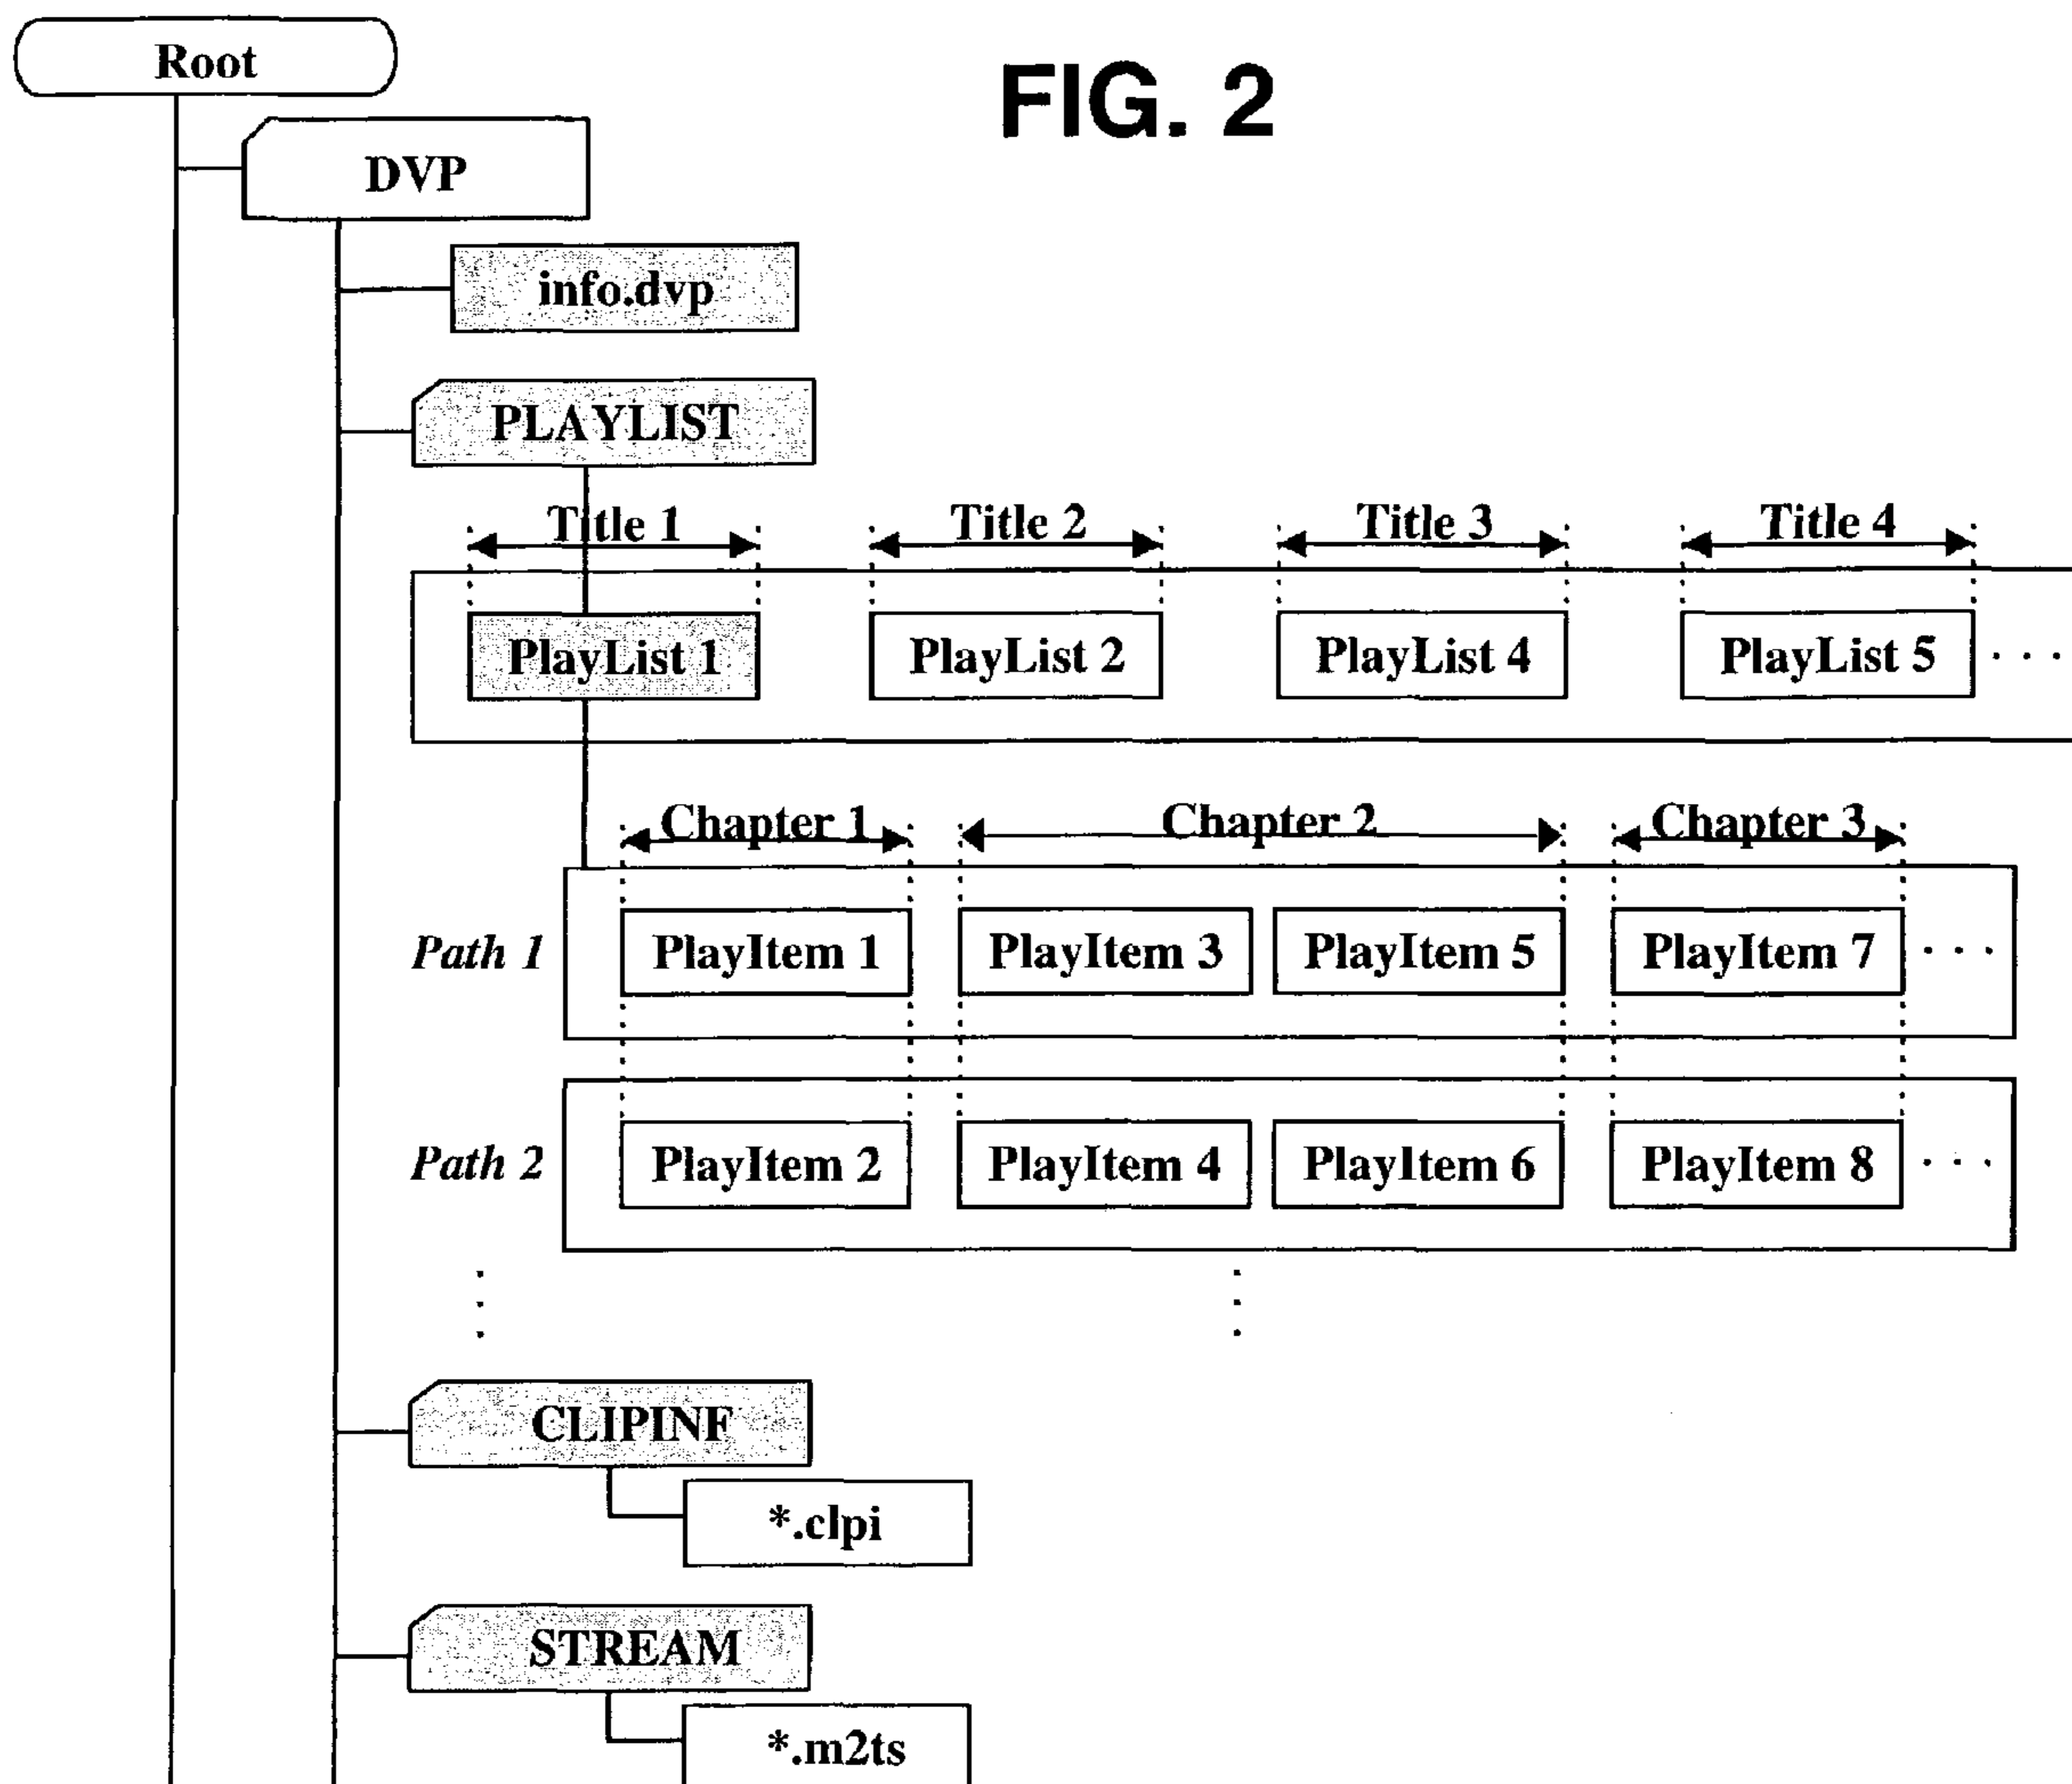 Root
FIG. 2
DVP
info.dvp
PLAYLIST
Title 1 Title 2 Title 3 Title 4
PlayList 1 PlayList 2 PlayList 4 PlayList 5 . . .
Chapter 1 Chapter 2 Chapter 3
Path 1 PlayItem 1 PlayItem 3 PlayItem 5 PlayItem 7 . . .
Path 2 PlayItem 2 PlayItem 4 PlayItem 6 PlayItem 8 . . .
CLIPINF
*.clpi
STREAM
*.m2ts